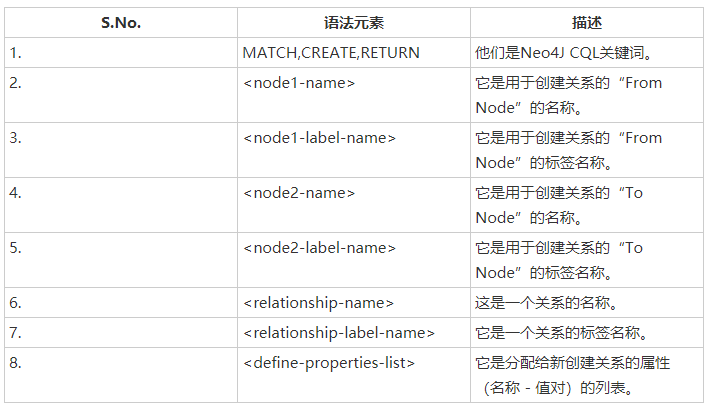 S.No. 语法元素 描述
1. MATCH,CREATE,RETURN 他们是Neo4J CQL关键词。
2. <node1-name> 它是用于创建关系的“From
Node”的名称。
3. <node1-label-name> 它是用于创建关系的“From
Node”的标签名称。
4. <node2-name> 它是用于创建关系的“To
Node”的名称。
5. <node2-label-name> 它是用于创建关系的“To
Node”的标签名称。
6. <relationship-name> 这是一个关系的名称。
7. <relationship-label-name> 它是一个关系的标签名称。
8. <define-properties-list> 它是分配给新创建关系的属性
（名称 - 值对）的列表。